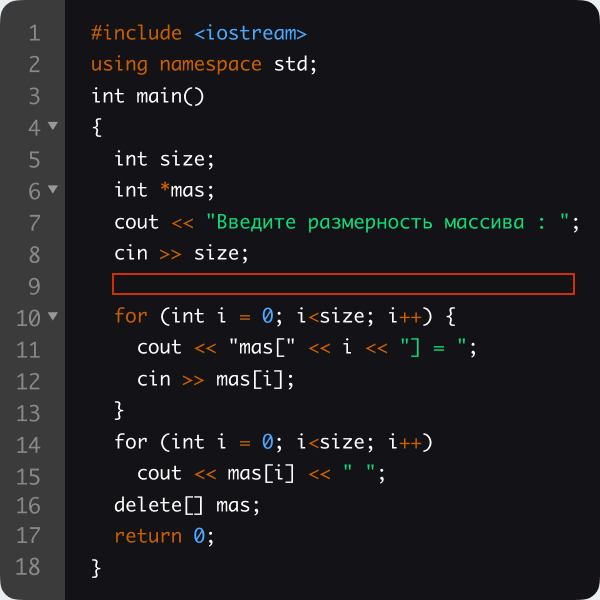 1 #include <iostream>
2 using namespace std;
3 int main()
4 {
5 int size;
6 int *mas;
7 cout << "Введите размерность массива : ";
8 cin >> size;
9
10 for (int i = 0; i<size; i++) {
11 cout << "mas[" << i << "] = ";
12 cin >> mas[i];
13 }
14 for (int i = 0; i<size; i++)
15 cout << mas[i] << " ";
16 delete[] mas;
17 return 0;
18 }